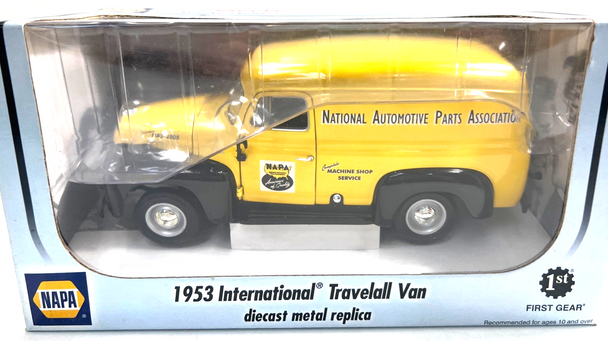 NATIONAL AUTOMOTIVE PARTS ASSOCIATION
NAPA
Complete
MACHINE SHOP
SERVICE
1953 International® Travelall Van
diecast metal replica
NAPA
1st
FIRST GEAR®
Recommended for ages 10 and over